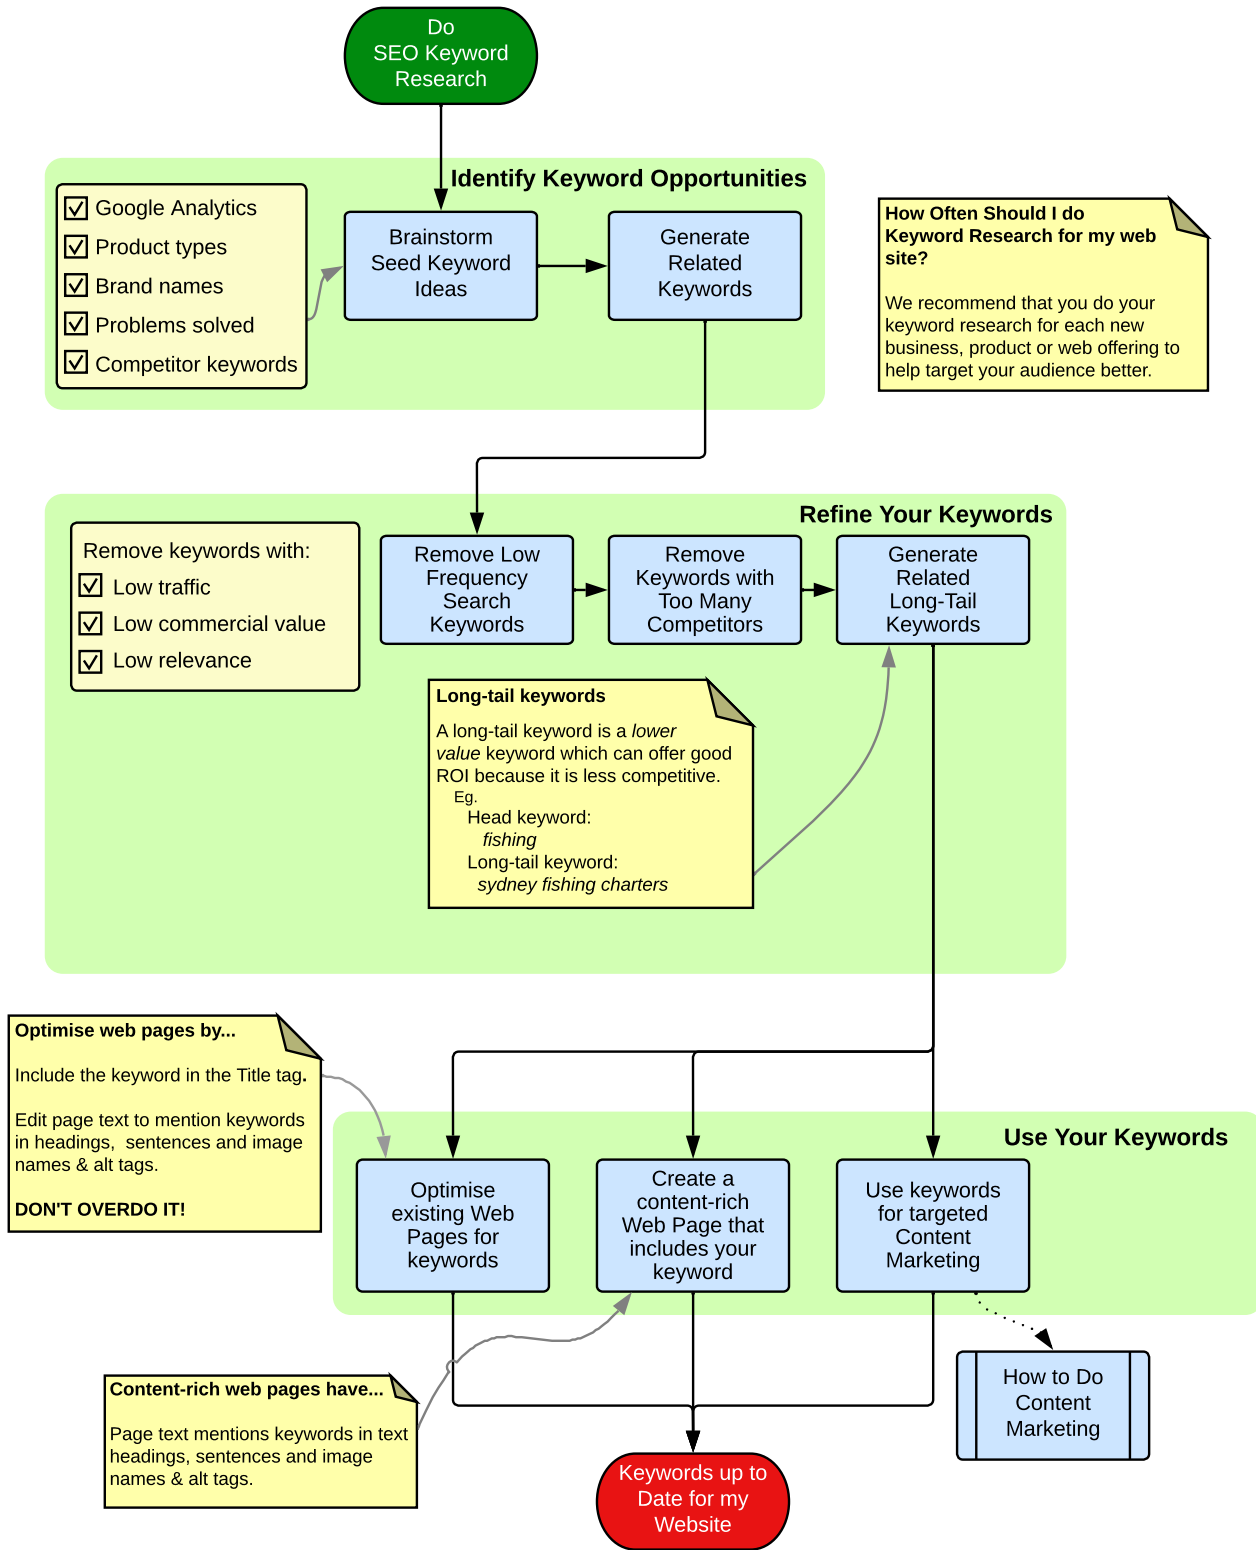 Do
SEO Keyword
Research
Identify Keyword Opportunities
Google Analytics
Product types
Brand names
Problems solved
Competitor keywords
Brainstorm
Seed Keyword
Ideas
Generate
Related
Keywords
How Often Should I do
Keyword Research for my web
site?
We recommend that you do your
keyword research for each new
business, product or web offering to
help target your audience better.
Refine Your Keywords
Remove keywords with:
Low traffic
Low commercial value
Low relevance
Remove Low
Frequency
Search
Keywords
Remove
Keywords with
Too Many
Competitors
Generate
Related
Long-Tail
Keywords
Long-tail keywords
A long-tail keyword is a lower
value keyword which can offer good
ROI because it is less competitive.
Eg.
Head keyword:
fishing
Long-tail keyword:
sydney fishing charters
Optimise web pages by...
Include the keyword in the Title tag.
Edit page text to mention keywords
in headings,  sentences and image
names & alt tags.
DON'T OVERDO IT!
Use Your Keywords
Optimise
existing Web
Pages for
keywords
Create a
content-rich
Web Page that
includes your
keyword
Use keywords
for targeted
Content
Marketing
How to Do
Content
Marketing
Content-rich web pages have...
Page text mentions keywords in text
headings, sentences and image
names & alt tags.
Keywords up to
Date for my
Website